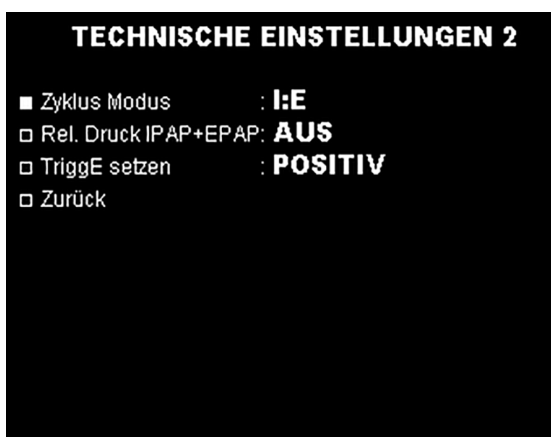 TECHNISCHE EINSTELLUNGEN 2
Zyklus Modus : I:E
Rel. Druck IPAP+EPAP: AUS
TriggE setzen : POSITIV
Zurück